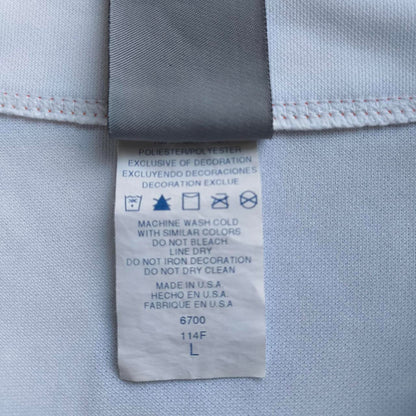 POLIESTER/POLYESTER
EXCLUSIVE OF DECORATION
EXCLUYENDO DECORACIONES
DECORATION EXCLUE
MACHINE WASH COLD
WITH SIMILAR COLORS
DO NOT BLEACH.
LINE DRY
DO NOT IRON DECORATION
DO NOT DRY CLEAN
MADE IN U.S.A
HECHO EN U.S.A.
FABRIQUE EN U.S.A
6700
114F
L